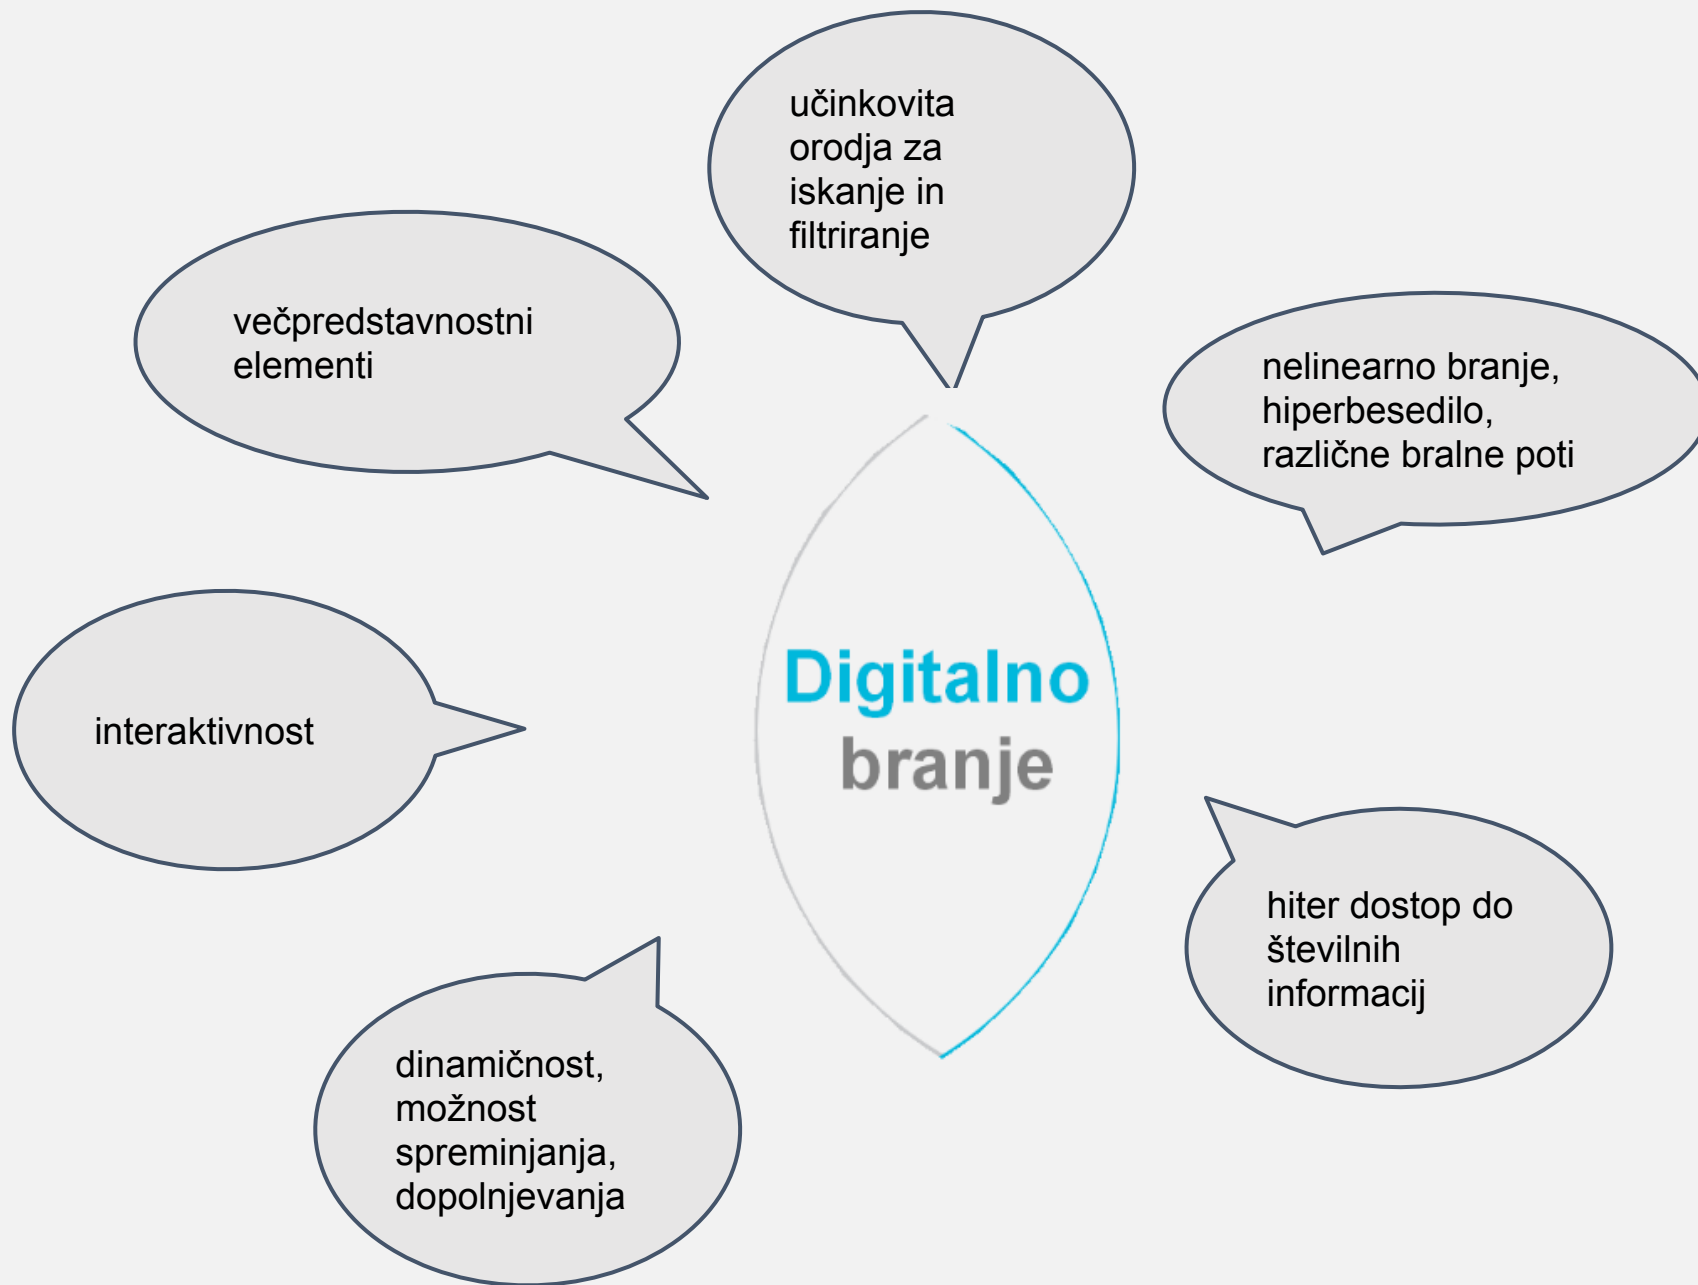 učinkovita
orodja za
iskanje in
filtriranje
večpredstavnostni
elementi
nelinearno branje,
hiperbesedilo,
različne bralne poti
Digitalno
branje
interaktivnost
hiter dostop do
številnih
informacij
dinamičnost,
možnost
spreminjanja,
dopolnjevanja